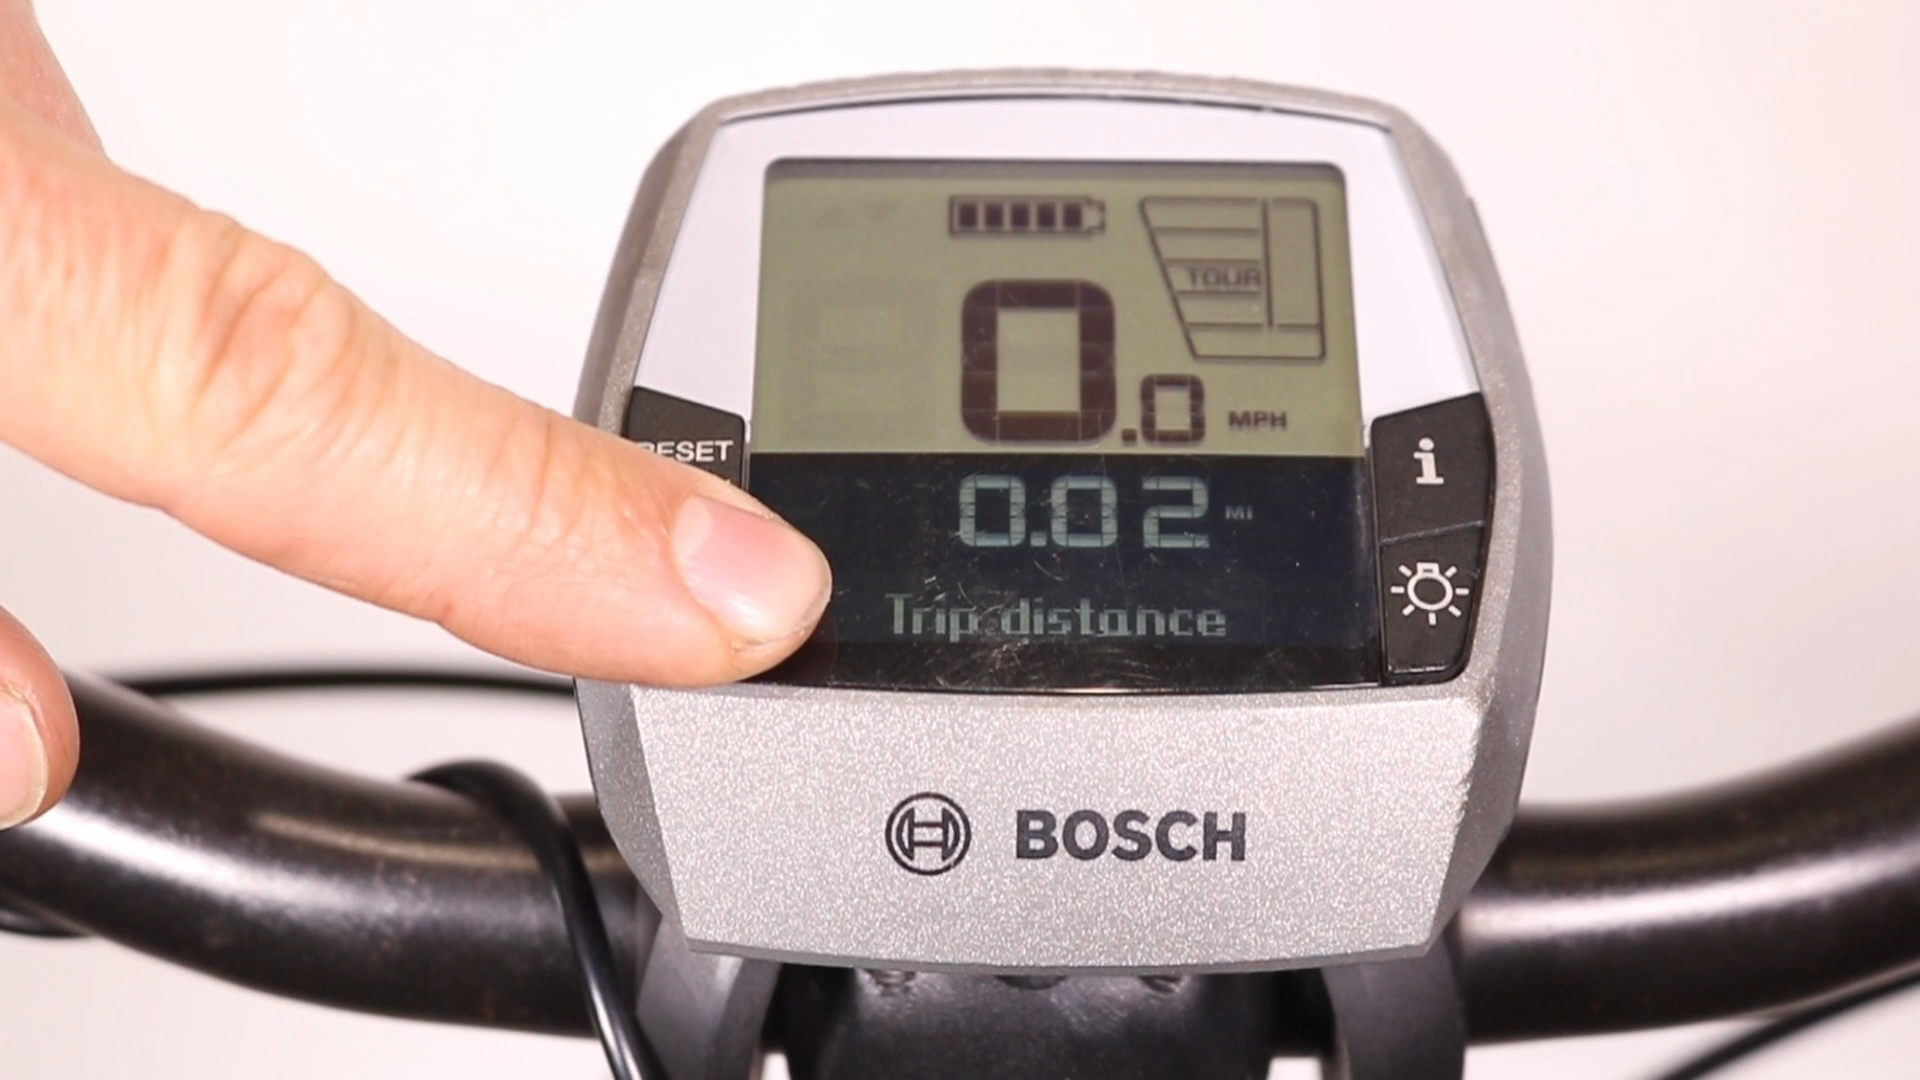 TOUR
0.0 MPH
RESET
i
0.02 MI
Trip distance
BOSCH